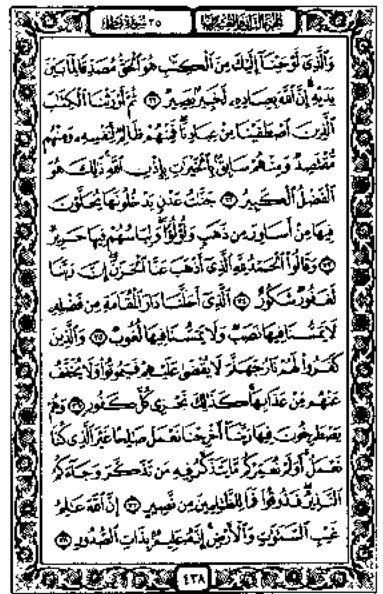 الجزء الثاني والعشرون ٣٥ سورة فاطر
وَالَّذِي أَوْحَيْنَا إِلَيْكَ مِنَ الْكِتَابِ هُوَ الْحَقُّ مُصَدِّقًا لِمَا بَيْنَ
يَدَيْهِ إِنَّ اللَّهَ بِعِبَادِهِ لَخَبِيرٌ بَصِيرٌ ٣١ ثُمَّ أَوْرَثْنَا الْكِتَابَ
الَّذِينَ اصْطَفَيْنَا مِنْ عِبَادِنَا فَمِنْهُمْ ظَالِمٌ لِنَفْسِهِ وَمِنْهُمْ
مُقْتَصِدٌ وَمِنْهُمْ سَابِقٌ بِالْخَيْرَاتِ بِإِذْنِ اللَّهِ ذَلِكَ هُوَ
الْفَضْلُ الْكَبِيرُ ٣٢ جَنَّاتُ عَدْنٍ يَدْخُلُونَهَا يُحَلَّوْنَ
فِيهَا مِنْ أَسَاوِرَ مِنْ ذَهَبٍ وَلُؤْلُؤًا وَلِبَاسُهُمْ فِيهَا حَرِيرٌ
٣٣ وَقَالُوا الْحَمْدُ لِلَّهِ الَّذِي أَذْهَبَ عَنَّا الْحَزَنَ إِنَّ رَبَّنَا
لَغَفُورٌ شَكُورٌ ٣٤ الَّذِي أَحَلَّنَا دَارَ الْمُقَامَةِ مِنْ فَضْلِهِ
لَا يَمَسُّنَا فِيهَا نَصَبٌ وَلَا يَمَسُّنَا فِيهَا لُغُوبٌ ٣٥ وَالَّذِينَ
كَفَرُوا لَهُمْ نَارُ جَهَنَّمَ لَا يُقْضَى عَلَيْهِمْ فَيَمُوتُوا وَلَا يُخَفَّفُ
عَنْهُمْ مِنْ عَذَابِهَا كَذَلِكَ نَجْزِي كُلَّ كَفُورٍ ٣٦ وَهُمْ
يَصْطَرِخُونَ فِيهَا رَبَّنَا أَخْرِجْنَا نَعْمَلْ صَالِحًا غَيْرَ الَّذِي كُنَّا
نَعْمَلُ أَوَلَمْ نُعَمِّرْكُمْ مَا يَتَذَكَّرُ فِيهِ مَنْ تَذَكَّرَ وَجَاءَكُمُ
النَّذِيرُ فَذُوقُوا فَمَا لِلظَّالِمِينَ مِنْ نَصِيرٍ ٣٧ إِنَّ اللَّهَ عَالِمُ
غَيْبِ السَّمَاوَاتِ وَالْأَرْضِ إِنَّهُ عَلِيمٌ بِذَاتِ الصُّدُورِ ٣٨
٤٣٨